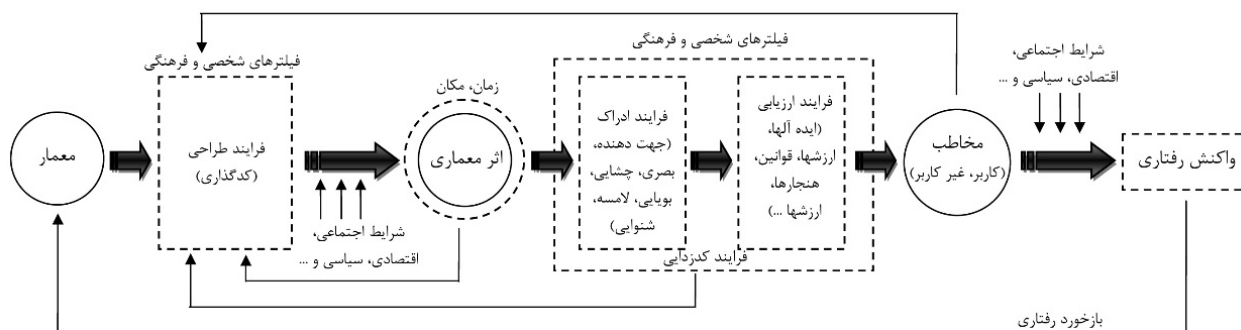 معمار
فیلترهای شخصی و فرهنگی
فرایند طراحی
(کدگذاری)
شرایط اجتماعی،
اقتصادی، سیاسی و ...
زمان، مکان
اثر معماری
فیلترهای شخصی و فرهنگی
فرایند ادراک
(جهت دهنده،
بصری، چشایی،
بویایی، لامسه،
شنوایی)
فرایند ارزیابی
(ایده آلها،
ارزشها، قوانین،
هنجارها،
ارزشها ...)
فرایند کدزدایی
مخاطب
(کاربر، غیر کاربر)
شرایط اجتماعی،
اقتصادی، سیاسی و ...
واکنش رفتاری
بازخورد رفتاری